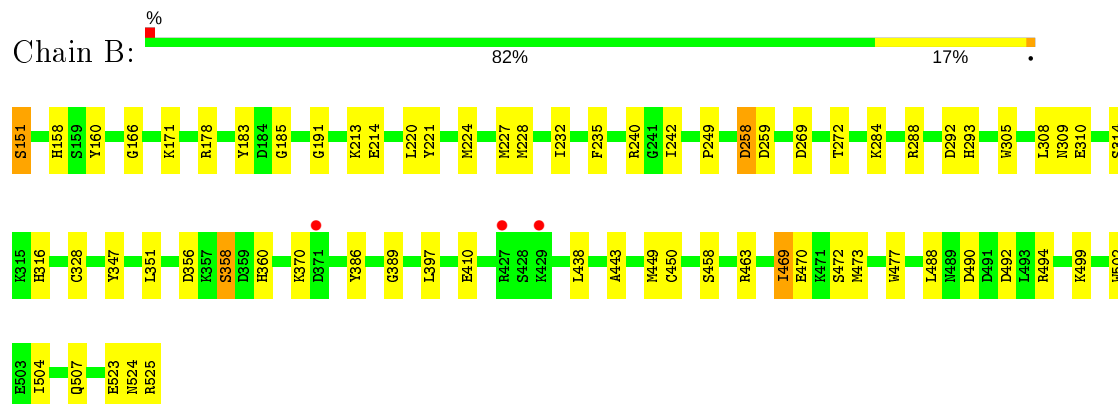 %
Chain B:
82% 17% •
S151 H158 S159 Y160 G166 K171 R178 Y183 D184 G185 G191 K213 E214 L220 Y221 M224 M227 M228 I232 F235 R240 G241 I242 P249 D258 D259 D269 T272 K284 R288 D292 H293 W305 L308 N309 E310 S314
K315 H316 C328 Y347 L351 D356 K357 S358 D359 H360 K370 D371 Y386 G389 L397 E410 R427 S428 K429 L438 A443 M449 C450 S458 R463 I469 E470 K471 S472 M473 W477 L488 N489 D490 D491 D492 L493 R494 K499 W502
E503 I504 Q507 E523 N524 R525